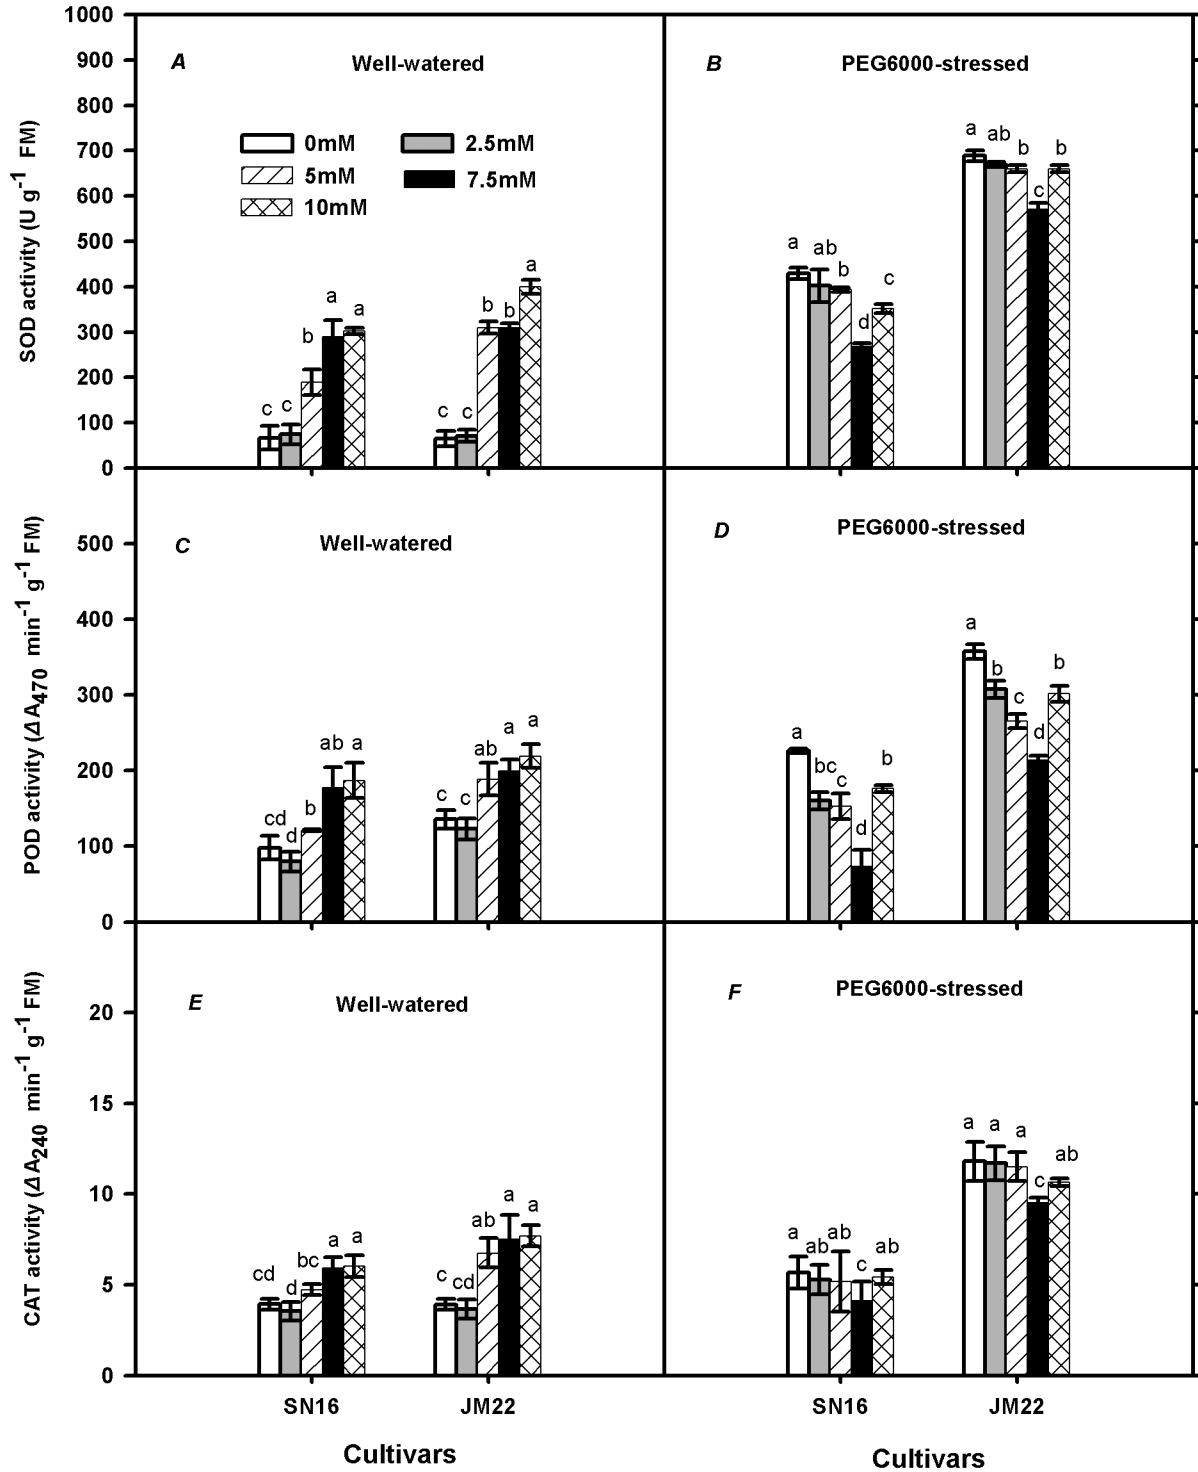 SOD activity (U g-1 FM)
1000
900
800
700
600
500
400
300
200
100
0
A
Well-watered
0mM
2.5mM
5mM
7.5mM
10mM
c
c
b
a
a
c
c
b
b
a
B
PEG6000-stressed
a
ab
b
d
c
a
ab
b
c
b
POD activity (ΔA470 min-1 g-1 FM)
500
400
300
200
100
0
C
Well-watered
cd
d
b
ab
a
c
c
ab
a
a
D
PEG6000-stressed
a
bc
c
d
b
a
b
c
d
b
CAT activity (ΔA240 min-1 g-1 FM)
20
15
10
5
0
E
Well-watered
cd
d
bc
a
a
c
cd
ab
a
a
F
PEG6000-stressed
a
ab
ab
c
ab
a
a
a
c
ab
SN16
JM22
SN16
JM22
Cultivars
Cultivars